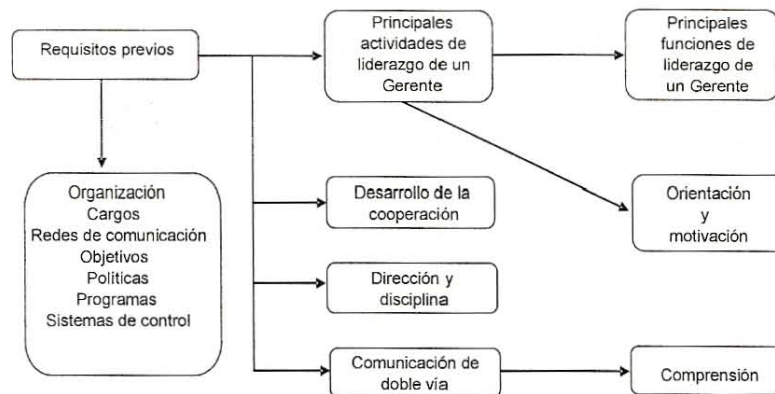 Requisitos previos
Principales
actividades de
liderazgo de un
Gerente
Principales
funciones de
liderazgo de
un Gerente
Organización
Cargos
Redes de comunicación
Objetivos
Políticas
Programas
Sistemas de control
Desarrollo de la
cooperación
Orientación
y
motivación
Dirección y
disciplina
Comunicación de
doble vía
Comprensión